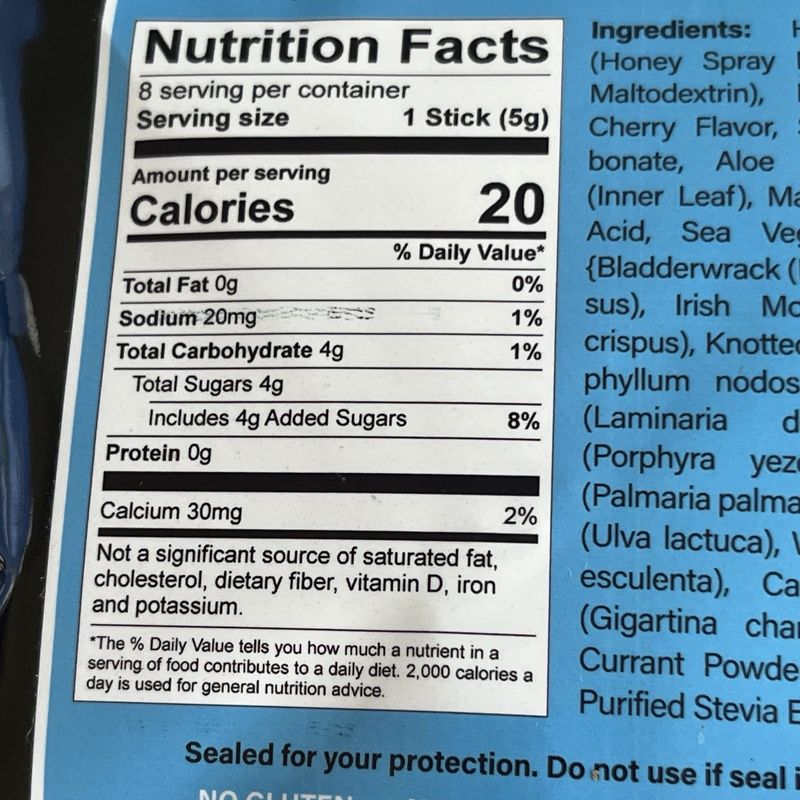 Nutrition Facts
8 serving per container
Serving size 1 Stick (5g)
Amount per serving
Calories 20
% Daily Value*
Total Fat 0g 0%
Sodium 20mg 1%
Total Carbohydrate 4g 1%
Total Sugars 4g
Includes 4g Added Sugars 8%
Protein 0g
Calcium 30mg 2%
Not a significant source of saturated fat,
cholesterol, dietary fiber, vitamin D, iron
and potassium.
*The % Daily Value tells you how much a nutrient in a
serving of food contributes to a daily diet. 2,000 calories a
day is used for general nutrition advice.
Ingredients:
(Honey Spray
Maltodextrin),
Cherry Flavor,
bonate, Aloe
(Inner Leaf),
Acid, Sea
{Bladderwrack (
sus), Irish
crispus),
phyllum
(Laminaria
(Porphyra
(Palmaria
(Ulva lactuca),
esculenta),
(Gigartina
Currant
Purified Stevia
Sealed for your protection. Do not use if seal